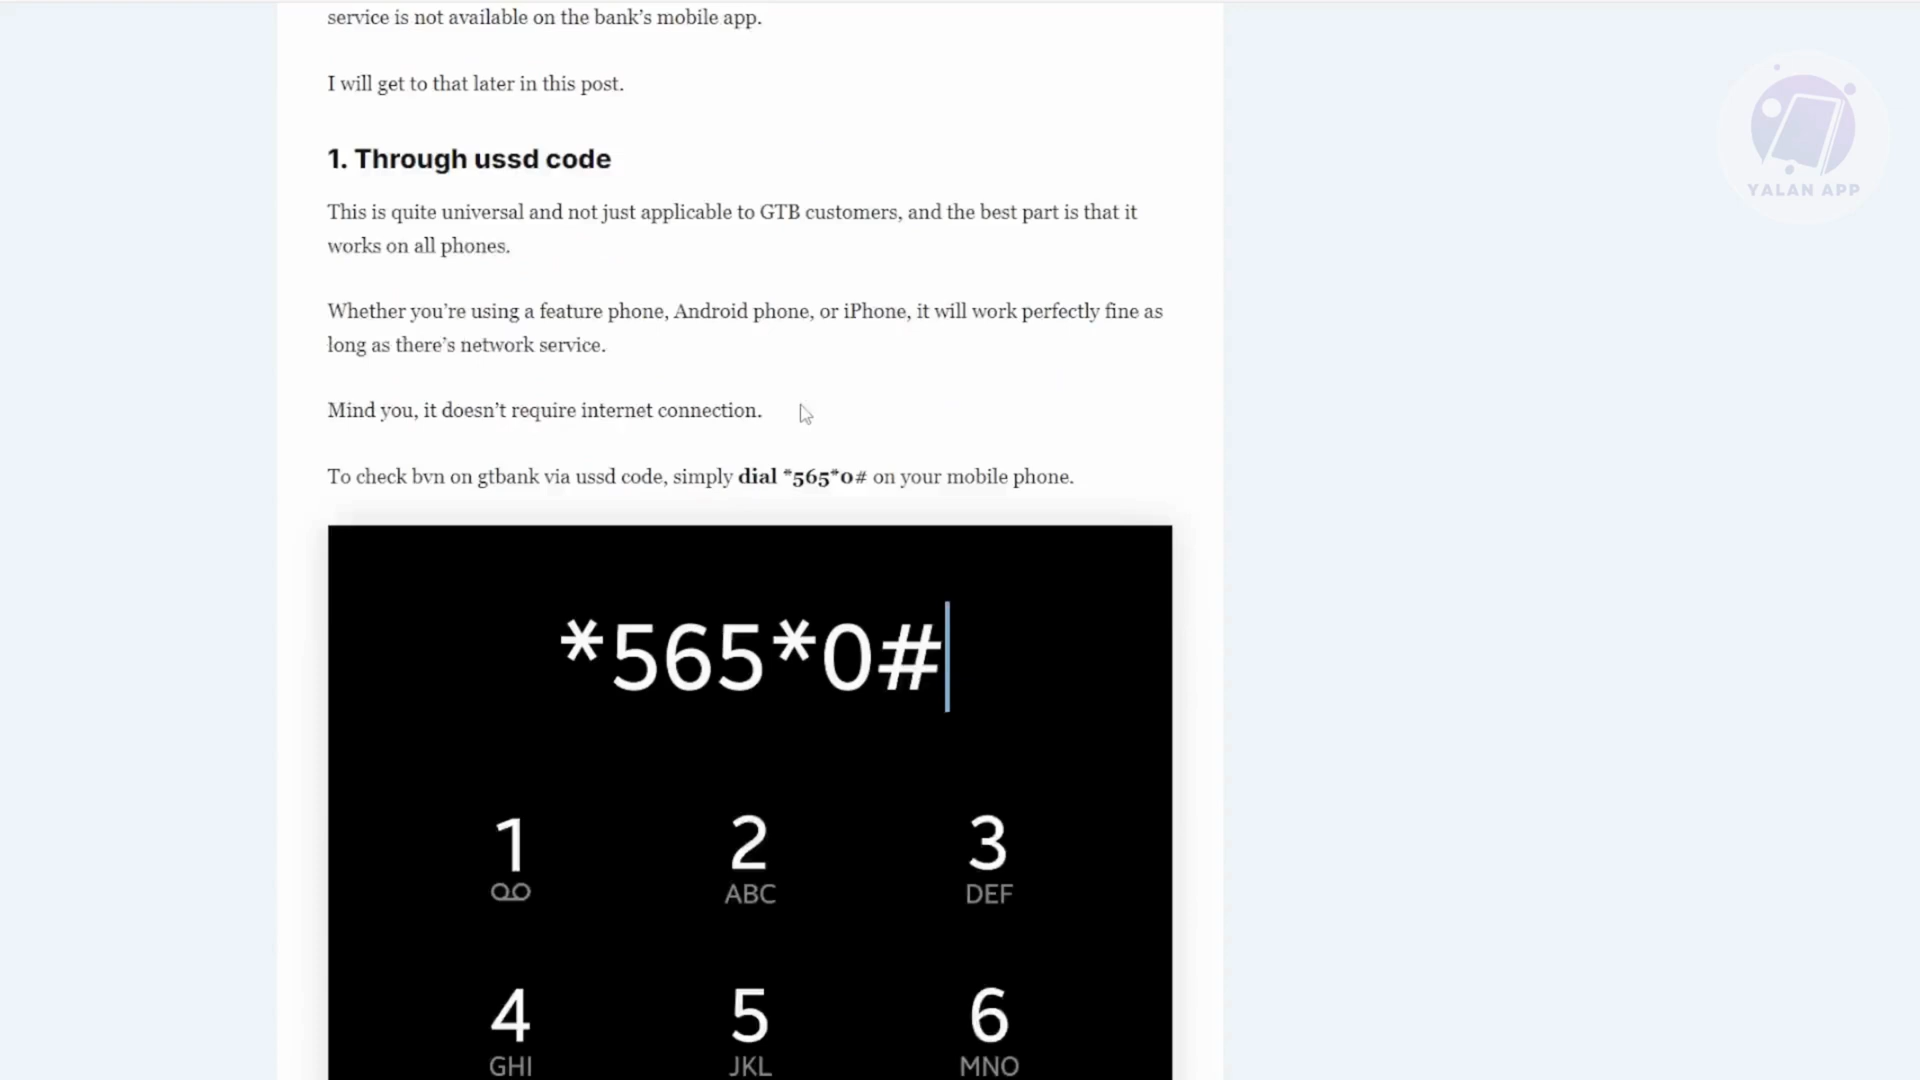 service is not available on the bank’s mobile app.
I will get to that later in this post.
1. Through ussd code
This is quite universal and not just applicable to GTB customers, and the best part is that it
works on all phones.
Whether you’re using a feature phone, Android phone, or iPhone, it will work perfectly fine as
long as there’s network service.
Mind you, it doesn’t require internet connection.
To check bvn on gtbank via ussd code, simply dial *565*0# on your mobile phone.
*565*0#
1 2 3
ABC DEF
4 5 6
GHI JKL MNO
YALAN APP